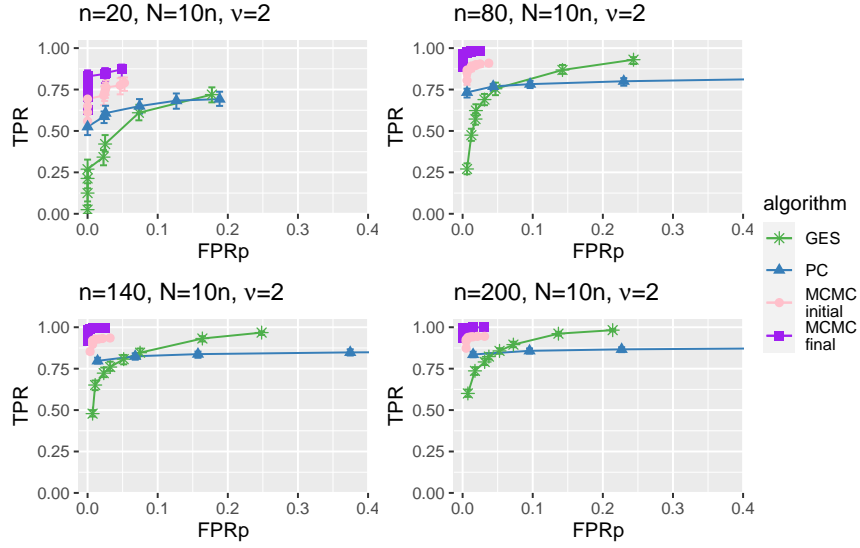 n=20, N=10n, ν=2
1.00
0.75
0.50
0.25
0.00
TPR
0.0
0.1
0.2
0.3
0.4
FPRp
n=80, N=10n, ν=2
1.00
0.75
0.50
0.25
0.00
TPR
0.0
0.1
0.2
0.3
0.4
FPRp
n=140, N=10n, ν=2
1.00
0.75
0.50
0.25
0.00
TPR
0.0
0.1
0.2
0.3
0.4
FPRp
n=200, N=10n, ν=2
1.00
0.75
0.50
0.25
0.00
TPR
0.0
0.1
0.2
0.3
0.4
FPRp
algorithm
GES
PC
MCMC
initial
MCMC
final